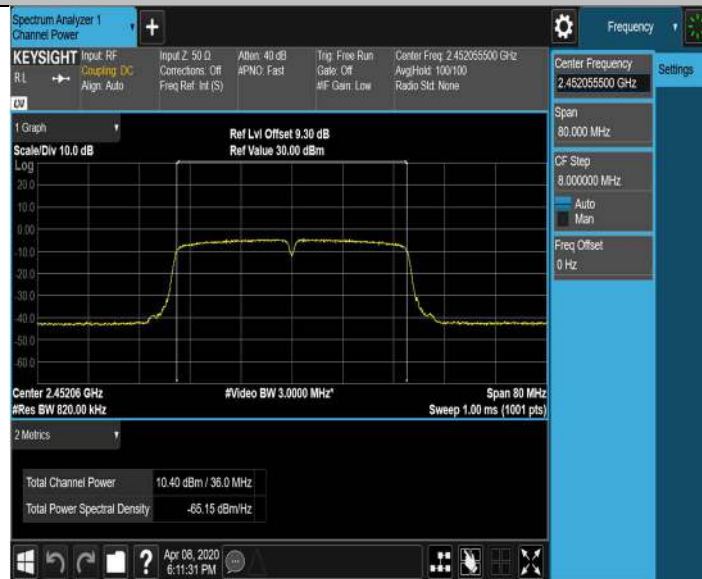 Spectrum Analyzer 1
Channel Power
+
Frequency
KEYSIGHT
Input: RF
Coupling: DC
Align: Auto
Input Z: 50 Ω
Corrections: Off
Freq Ref: Int (S)
Atten: 40 dB
#PNO: Fast
Trig: Free Run
Gate: Off
#IF Gain: Low
Center Freq: 2.452055500 GHz
Avg|Hold: 100/100
Radio Std: None
RL
Center Frequency
2.452055500 GHz
Settings
Span
80.000 MHz
CF Step
8.000000 MHz
Auto
Man
Freq Offset
0 Hz
1 Graph
Scale/Div 10.0 dB
Ref Lvl Offset 9.30 dB
Ref Value 30.00 dBm
Log
20.0
10.0
0.00
-10.0
-20.0
-30.0
-40.0
-50.0
-60.0
Center 2.45206 GHz
#Res BW 820.00 kHz
#Video BW 3.0000 MHz*
Span 80 MHz
Sweep 1.00 ms (1001 pts)
2 Metrics
Total Channel Power 10.40 dBm / 36.0 MHz
Total Power Spectral Density -65.15 dBm/Hz
?
Apr 08, 2020
6:11:31 PM